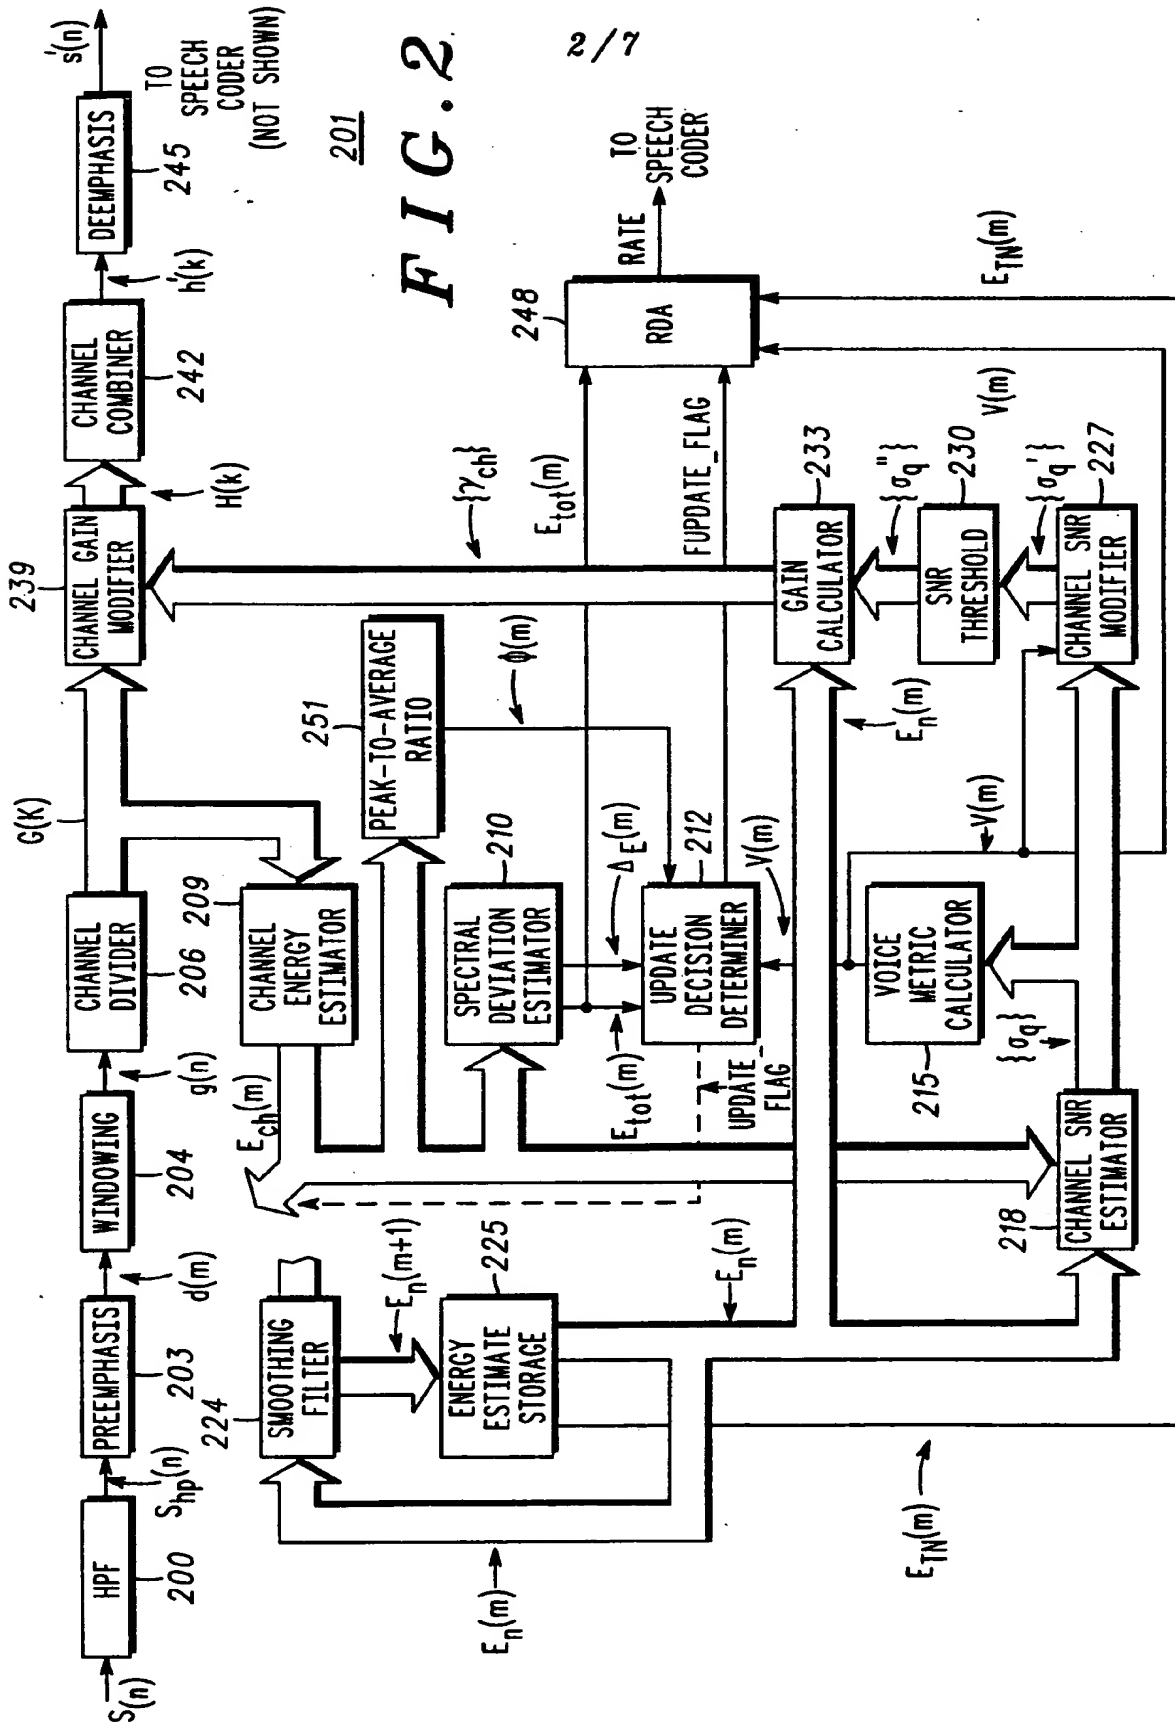 2/7
FIG.2
201
S(n)
HPF
200
Shp(n)
PREEMPHASIS
203
d(m)
WINDOWING
204
g(n)
CHANNEL
DIVIDER
206
G(K)
CHANNEL GAIN
MODIFIER
239
H(k)
CHANNEL
COMBINER
242
h'(k)
DEEMPHASIS
245
s'(n)
TO
SPEECH
CODER
(NOT SHOWN)
224
SMOOTHING
FILTER
En(m+1)
Ech(m)
209
CHANNEL
ENERGY
ESTIMATOR
251
PEAK-TO-AVERAGE
RATIO
Φ(m)
{γch}
En(m)
225
ENERGY
ESTIMATE
STORAGE
En(m)
210
SPECTRAL
DEVIATION
ESTIMATOR
Etot(m)
ΔE(m)
Etot(m)
UPDATE_
FLAG
212
UPDATE
DECISION
DETERMINER
V(m)
FUPDATE_FLAG
248
RDA
RATE
TO
SPEECH
CODER
En(m)
233
GAIN
CALCULATOR
{σq"}
230
SNR
THRESHOLD
{σq'}
227
CHANNEL SNR
MODIFIER
215
VOICE
METRIC
CALCULATOR
V(m)
V(m)
{σq}
218
CHANNEL SNR
ESTIMATOR
ETN(m)
ETN(m)